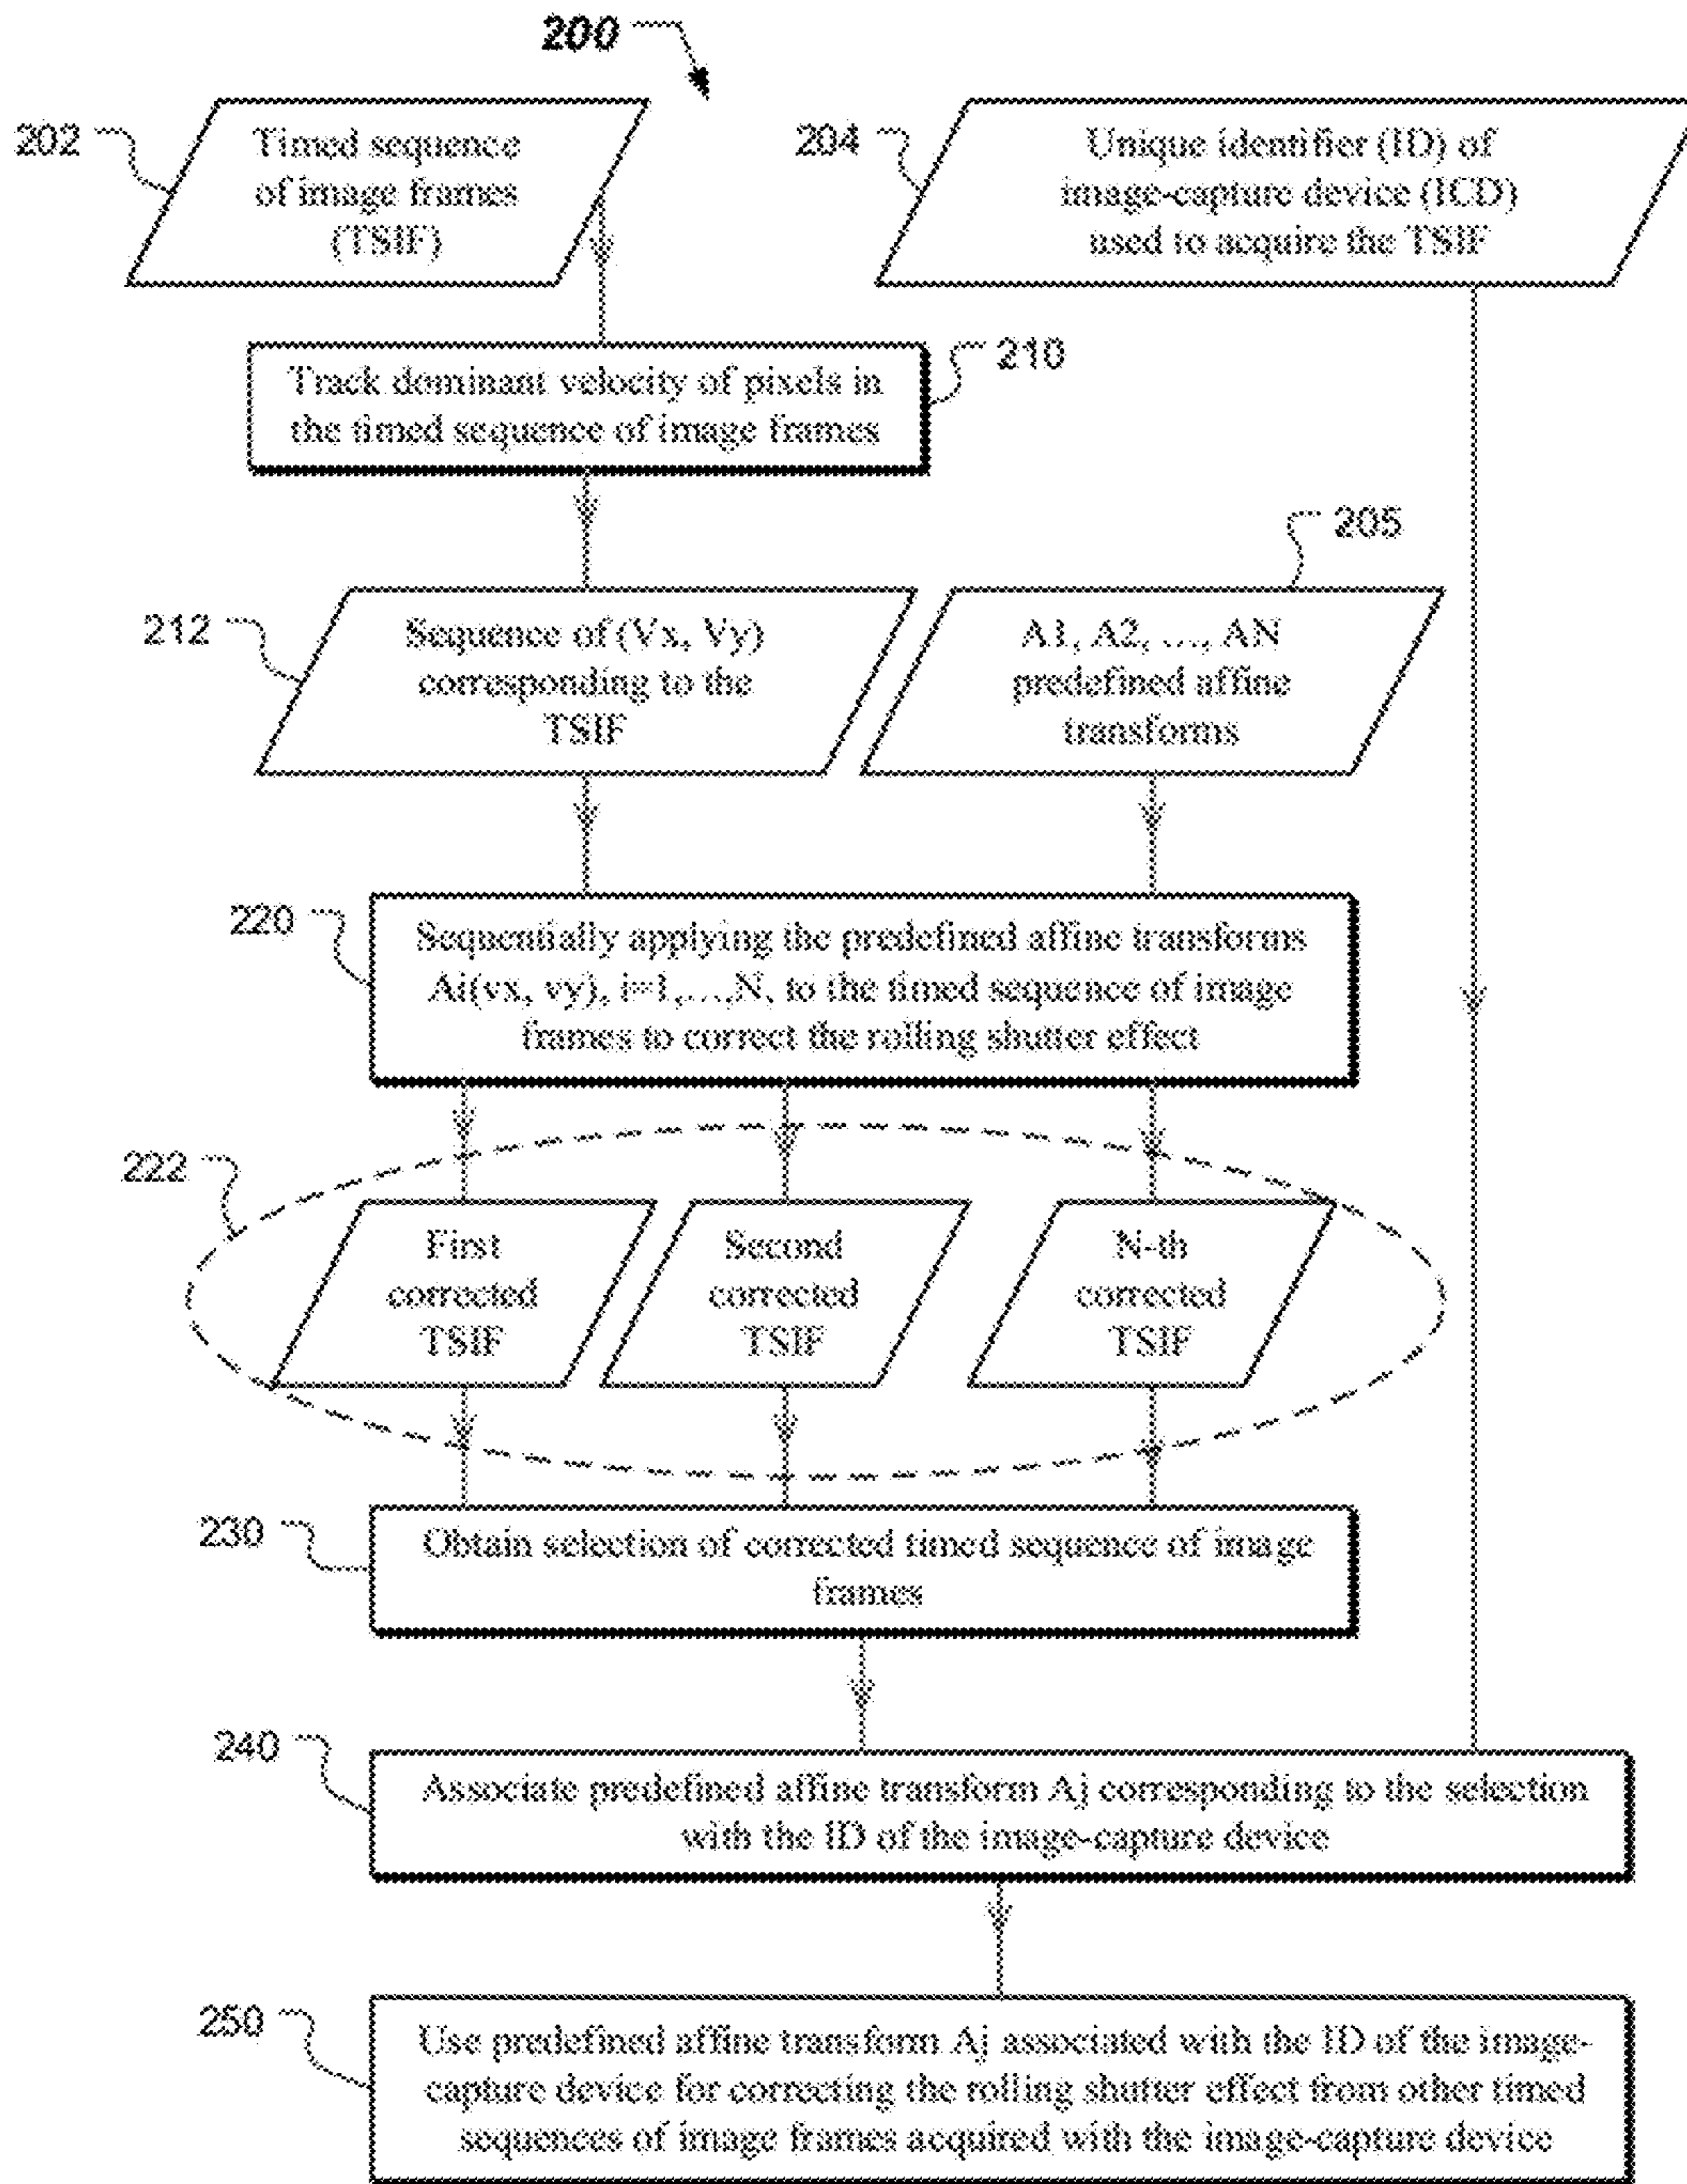 200
202
Timed sequence
of image frames
(TSIF)
204
Unique identifier (ID) of
image-capture device (ICD)
used to acquire the TSIF
210
Track dominant velocity of pixels in
the timed sequence of image frames
205
212
Sequence of (Vx, Vy)
corresponding to the
TSIF
A1, A2, …, AN
predefined affine
transforms
220
Sequentially applying the predefined affine transforms
Ai(vx, vy), i=1,…,N, to the timed sequence of image
frames to correct the rolling shutter effect
222
First
corrected
TSIF
Second
corrected
TSIF
N-th
corrected
TSIF
230
Obtain selection of corrected timed sequence of image
frames
240
Associate predefined affine transform Aj corresponding to the selection
with the ID of the image-capture device
250
Use predefined affine transform Aj associated with the ID of the image-
capture device for correcting the rolling shutter effect from other timed
sequences of image frames acquired with the image-capture device